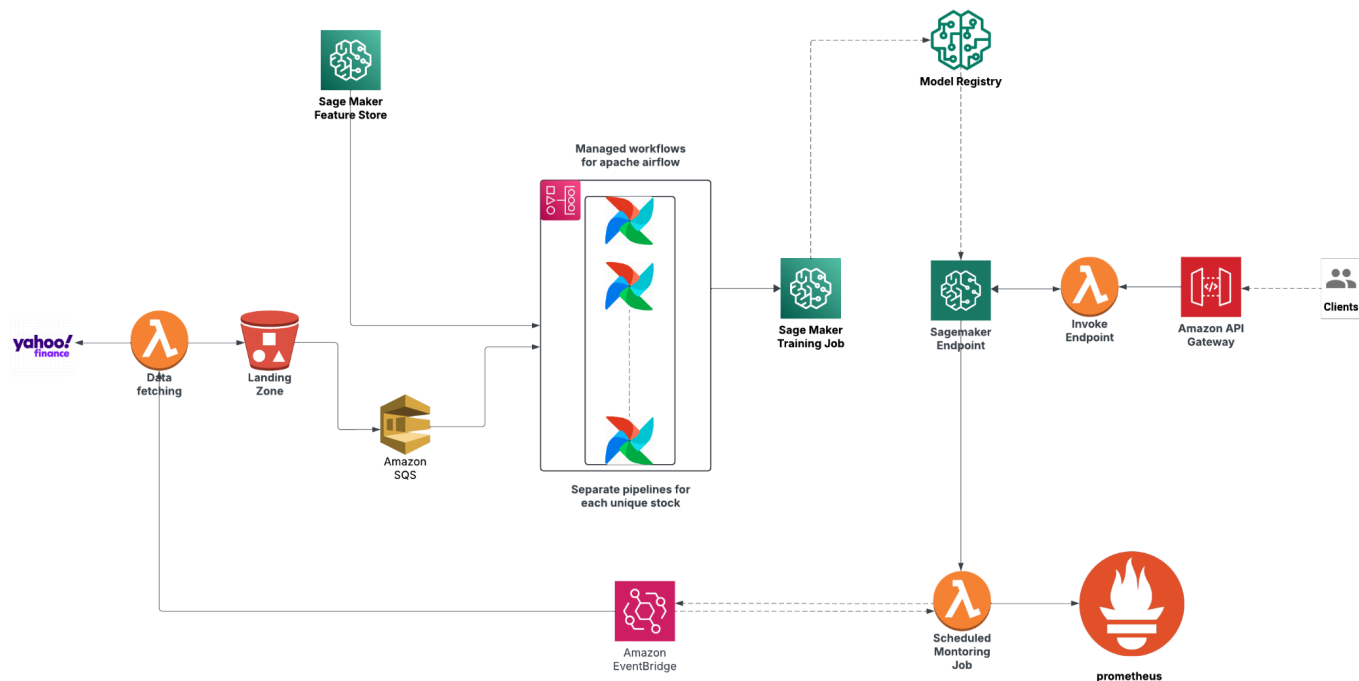 Model Registry
Sage Maker
Feature Store
Managed workflows
for apache airflow
yahoo!
finance
Data
fetching
Landing
Zone
Amazon
SQS
Sage Maker
Training Job
Sagemaker
Endpoint
Invoke
Endpoint
Amazon API
Gateway
Clients
Separate pipelines for
each unique stock
Amazon
EventBridge
Scheduled
Montoring
Job
prometheus